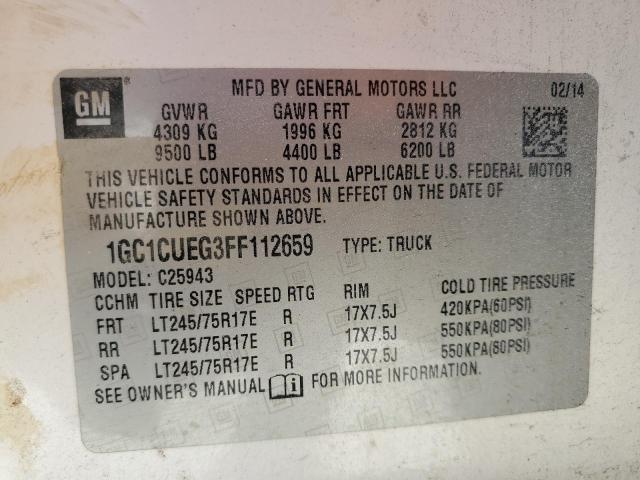 GM
MFD BY GENERAL MOTORS LLC 02/14
GVWR GAWR FRT GAWR RR
4309 KG 1996 KG 2812 KG
9500 LB 4400 LB 6200 LB
THIS VEHICLE CONFORMS TO ALL APPLICABLE U.S. FEDERAL MOTOR
VEHICLE SAFETY STANDARDS IN EFFECT ON THE DATE OF
MANUFACTURE SHOWN ABOVE.
1GC1CUEG3FF112659 TYPE: TRUCK
MODEL: C25943
CCHM TIRE SIZE SPEED RTG RIM COLD TIRE PRESSURE
FRT LT245/75R17E R 17X7.5J 420KPA(60PSI)
RR LT245/75R17E R 17X7.5J 550KPA(80PSI)
SPA LT245/75R17E R 17X7.5J 550KPA(80PSI)
SEE OWNER'S MANUAL FOR MORE INFORMATION.